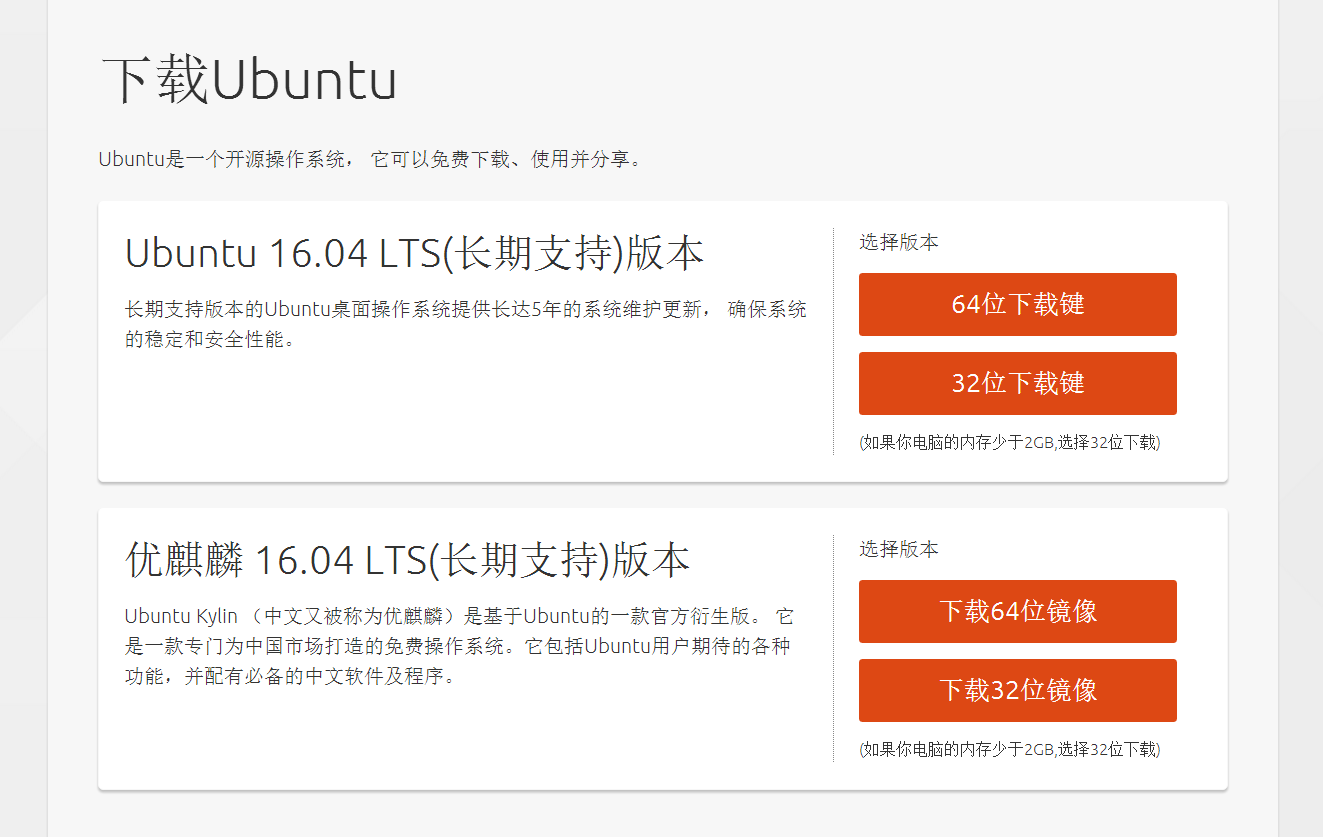 下载Ubuntu
Ubuntu是一个开源操作系统， 它可以免费下载、使用并分享。
Ubuntu 16.04 LTS(长期支持)版本
长期支持版本的Ubuntu桌面操作系统提供长达5年的系统维护更新， 确保系统
的稳定和安全性能。
选择版本
64位下载键
32位下载键
(如果你电脑的内存少于2GB,选择32位下载)
优麒麟 16.04 LTS(长期支持)版本
Ubuntu Kylin （中文又被称为优麒麟）是基于Ubuntu的一款官方衍生版。 它
是一款专门为中国市场打造的免费操作系统。它包括Ubuntu用户期待的各种
功能，并配有必备的中文软件及程序。
选择版本
下载64位镜像
下载32位镜像
(如果你电脑的内存少于2GB,选择32位下载)